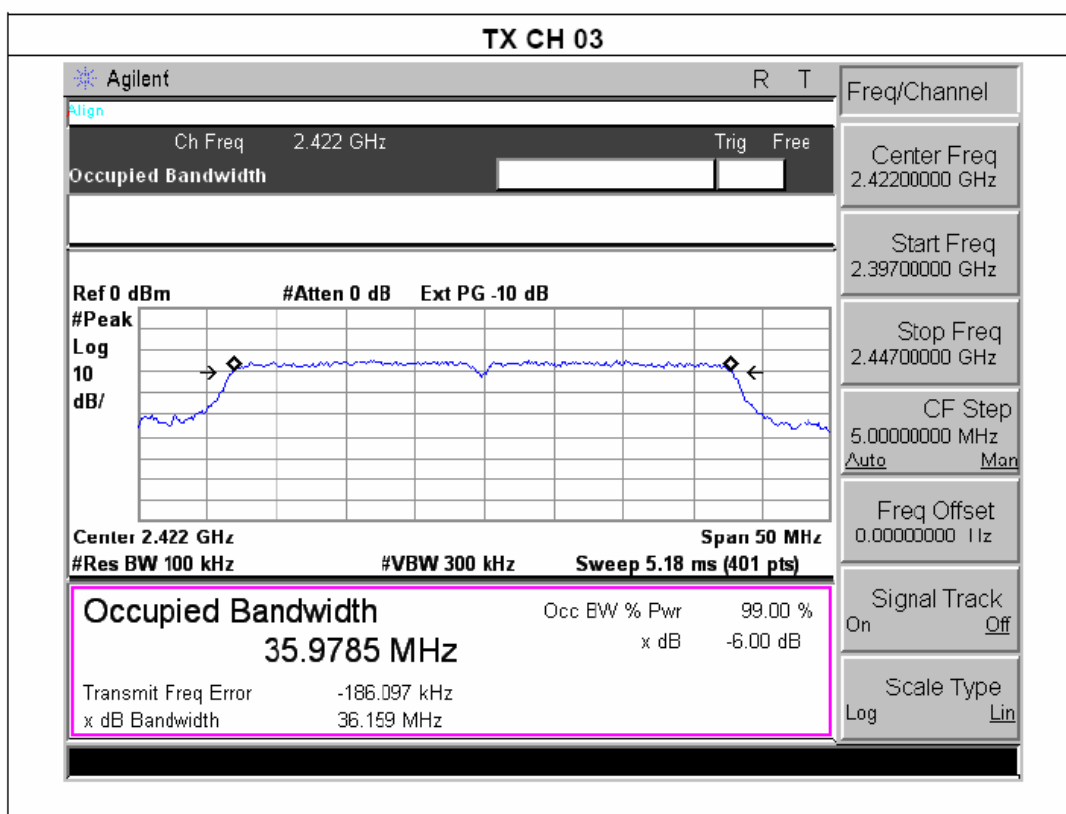 TX CH 03
Agilent R T
Align
Ch Freq 2.422 GHz Trig Free
Occupied Bandwidth
Ref 0 dBm #Atten 0 dB Ext PG -10 dB
#Peak
Log
10
dB/
Center 2.422 GHz Span 50 MHz
#Res BW 100 kHz #VBW 300 kHz Sweep 5.18 ms (401 pts)
Occupied Bandwidth
35.9785 MHz
Occ BW % Pwr 99.00 %
x dB -6.00 dB
Transmit Freq Error -186.097 kHz
x dB Bandwidth 36.159 MHz
Freq/Channel
Center Freq
2.42200000 GHz
Start Freq
2.39700000 GHz
Stop Freq
2.44700000 GHz
CF Step
5.00000000 MHz
Auto Man
Freq Offset
0.00000000 Hz
Signal Track
On Off
Scale Type
Log Lin